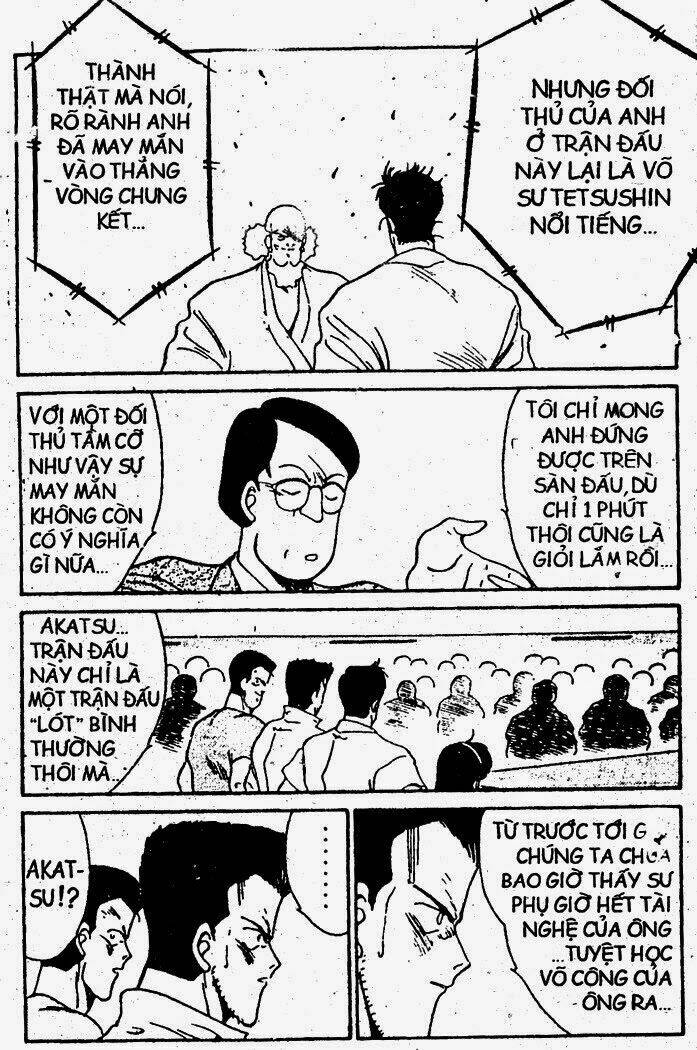 THÀNH
THẬT MÀ NÓI,
RÕ RÀNH ANH
ĐÃ MAY MẮN
VÀO THẲNG
VÒNG CHUNG
KẾT...
NHƯNG ĐỐI
THỦ CỦA ANH
Ở TRẬN ĐẤU
NÀY LẠI LÀ VÕ
SƯ TETSUSHIN
NỔI TIẾNG...
VỚI MỘT ĐỐI
THỦ TẦM CỠ
NHƯ VẬY SỰ
MAY MẮN
KHÔNG CÒN
CÓ Ý NGHĨA
GÌ NỮA...
TÔI CHỈ MONG
ANH ĐỨNG
ĐƯỢC TRÊN
SÀN ĐẤU, DÙ
CHỈ 1 PHÚT
THÔI CŨNG LÀ
GIỎI LẮM RỒI...
AKATSU...
TRẬN ĐẤU
NÀY CHỈ LÀ
MỘT TRẬN ĐẤU
"LÓT" BÌNH
THƯỜNG
THÔI MÀ...
AKAT-
SU!?
.......
TỪ TRƯỚC TỚI
CHÚNG TA CHƯA
BAO GIỜ THẤY SƯ
PHỤ GIỞ HẾT TÀI
NGHỆ CỦA ÔNG
...TUYỆT HỌC
VÕ CÔNG CỦA
ÔNG RA...